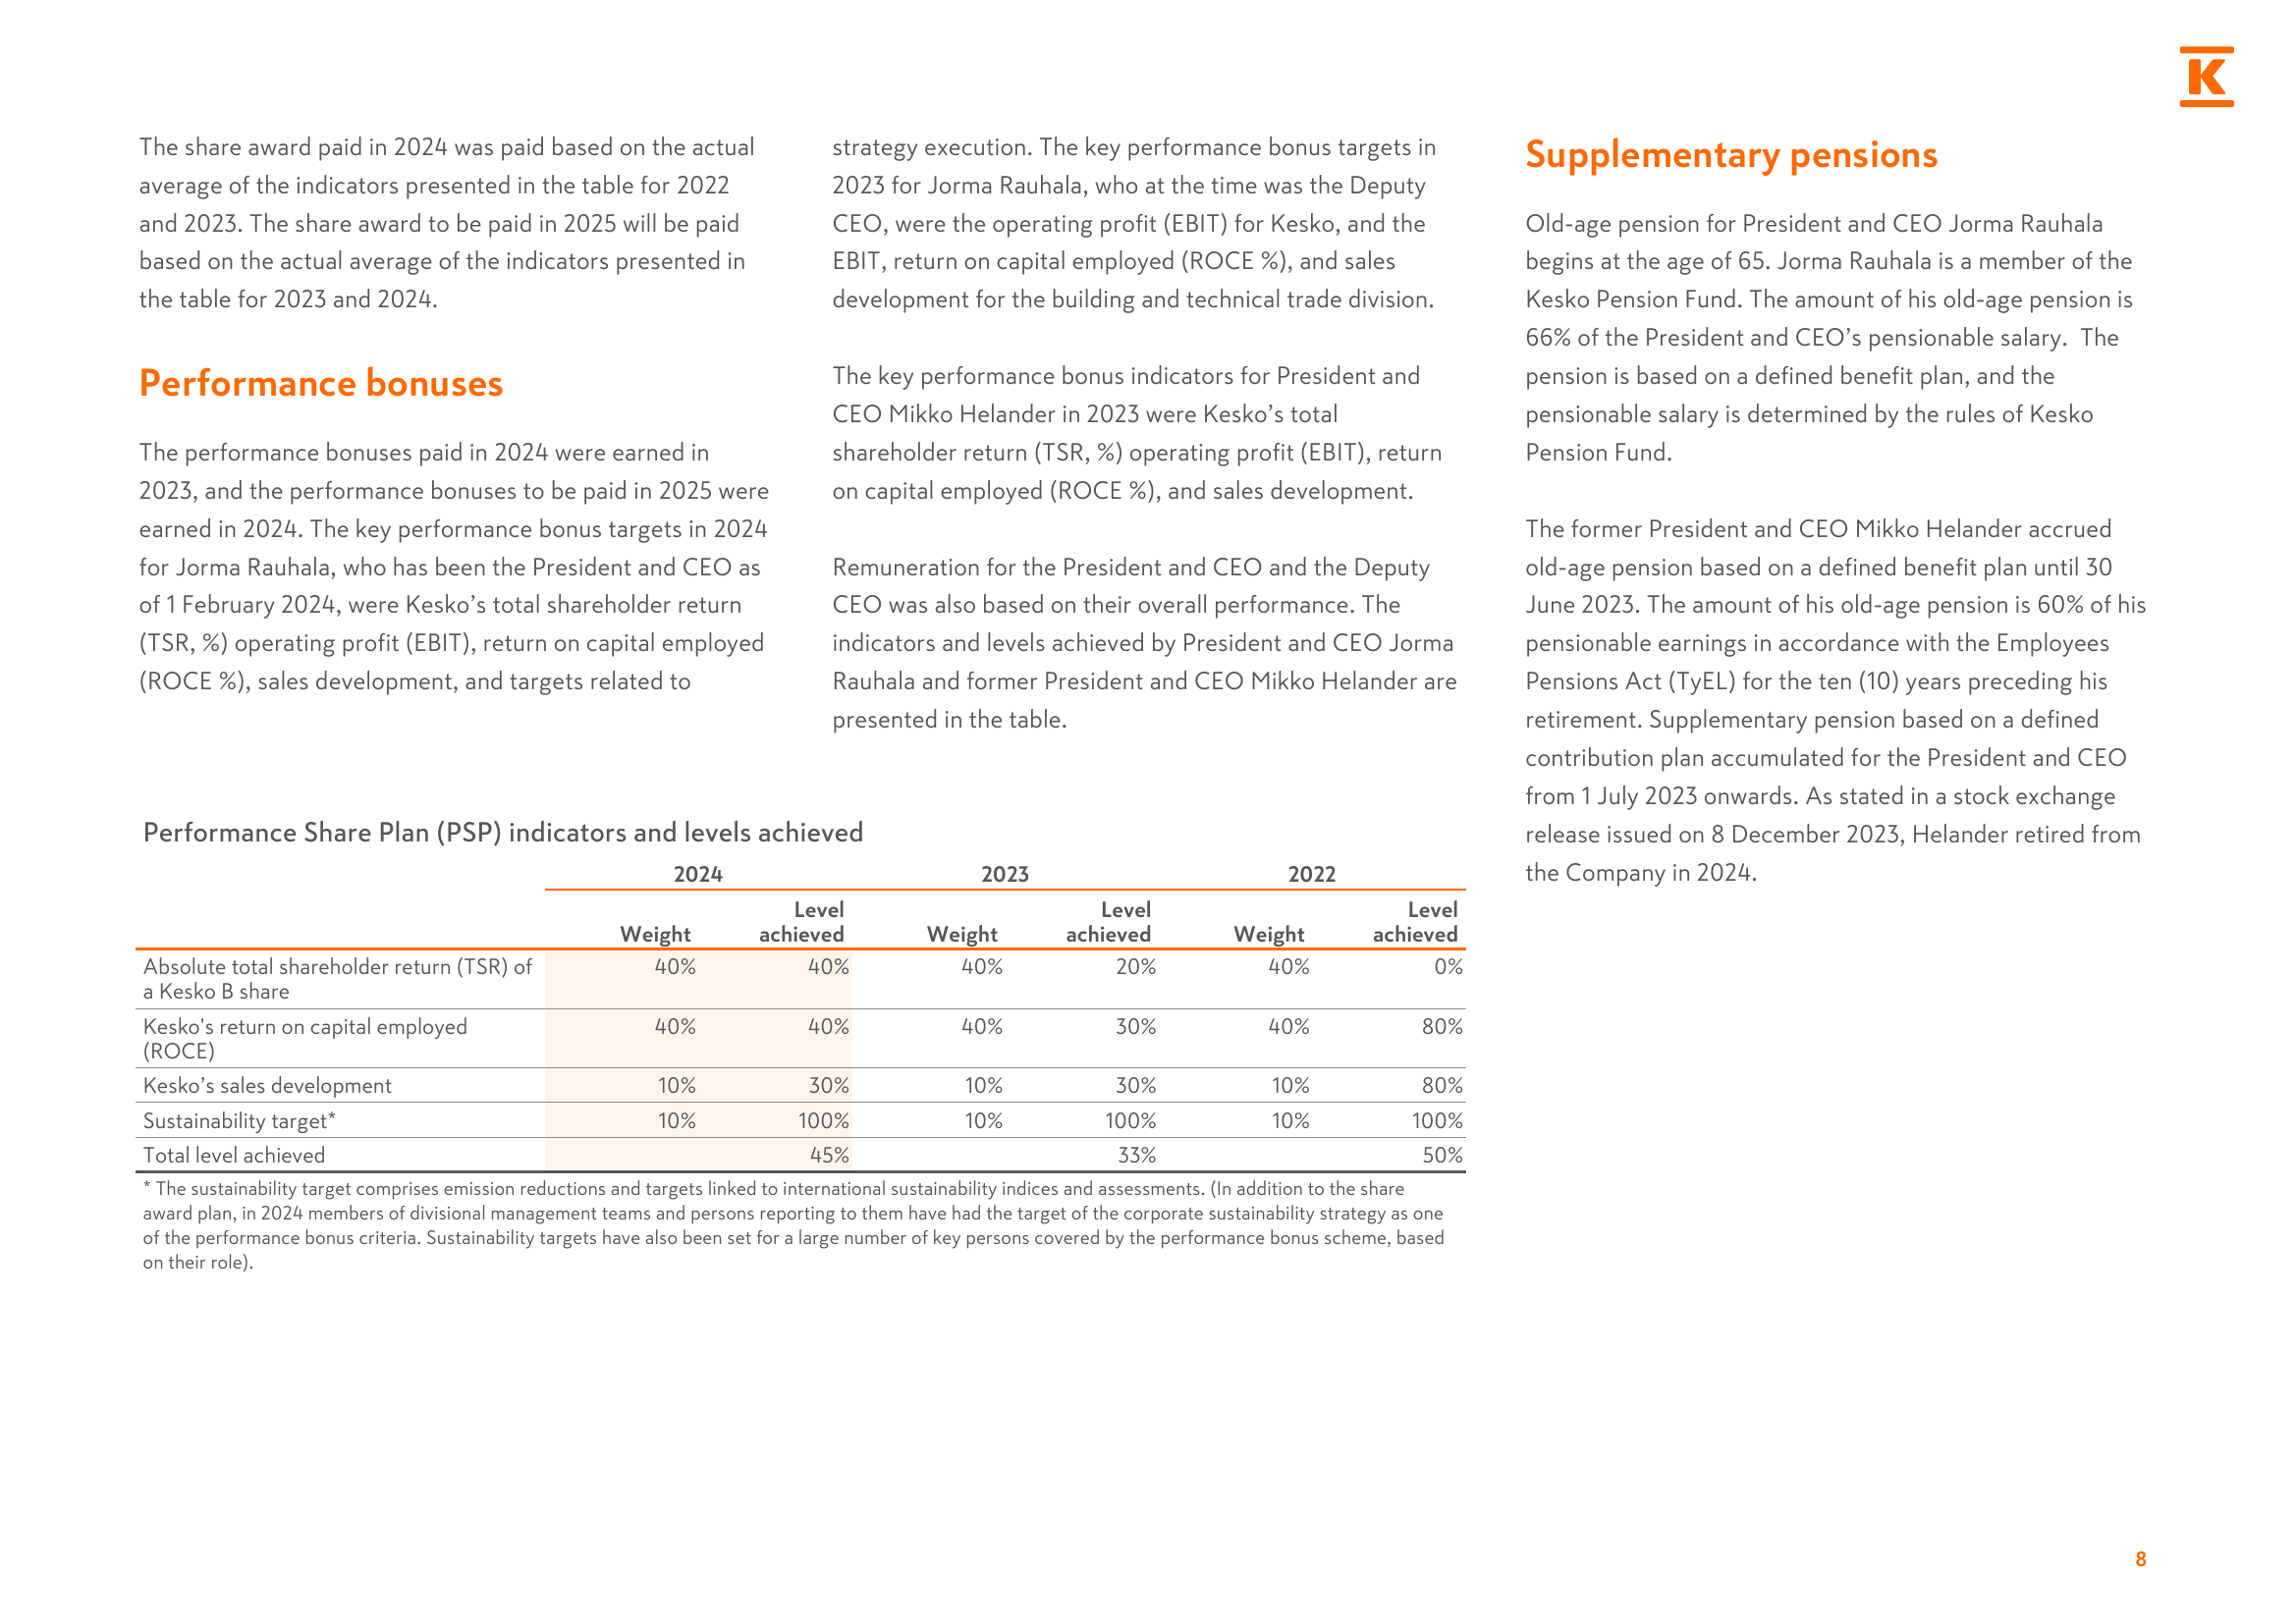 K
The share award paid in 2024 was paid based on the actual
average of the indicators presented in the table for 2022
and 2023. The share award to be paid in 2025 will be paid
based on the actual average of the indicators presented in
the table for 2023 and 2024.
Performance bonuses
The performance bonuses paid in 2024 were earned in
2023, and the performance bonuses to be paid in 2025 were
earned in 2024. The key performance bonus targets in 2024
for Jorma Rauhala, who has been the President and CEO as
of 1 February 2024, were Kesko’s total shareholder return
(TSR, %) operating profit (EBIT), return on capital employed
(ROCE %), sales development, and targets related to
strategy execution. The key performance bonus targets in
2023 for Jorma Rauhala, who at the time was the Deputy
CEO, were the operating profit (EBIT) for Kesko, and the
EBIT, return on capital employed (ROCE %), and sales
development for the building and technical trade division.
The key performance bonus indicators for President and
CEO Mikko Helander in 2023 were Kesko’s total
shareholder return (TSR, %) operating profit (EBIT), return
on capital employed (ROCE %), and sales development.
Remuneration for the President and CEO and the Deputy
CEO was also based on their overall performance. The
indicators and levels achieved by President and CEO Jorma
Rauhala and former President and CEO Mikko Helander are
presented in the table.
Supplementary pensions
Old-age pension for President and CEO Jorma Rauhala
begins at the age of 65. Jorma Rauhala is a member of the
Kesko Pension Fund. The amount of his old-age pension is
66% of the President and CEO’s pensionable salary. The
pension is based on a defined benefit plan, and the
pensionable salary is determined by the rules of Kesko
Pension Fund.
The former President and CEO Mikko Helander accrued
old-age pension based on a defined benefit plan until 30
June 2023. The amount of his old-age pension is 60% of his
pensionable earnings in accordance with the Employees
Pensions Act (TyEL) for the ten (10) years preceding his
retirement. Supplementary pension based on a defined
contribution plan accumulated for the President and CEO
from 1 July 2023 onwards. As stated in a stock exchange
release issued on 8 December 2023, Helander retired from
the Company in 2024.
Performance Share Plan (PSP) indicators and levels achieved
2024 2023 2022
Level Level Level
Weight achieved Weight achieved Weight achieved
Absolute total shareholder return (TSR) of 40% 40% 40% 20% 40% 0%
a Kesko B share
Kesko's return on capital employed 40% 40% 40% 30% 40% 80%
(ROCE)
Kesko’s sales development 10% 30% 10% 30% 10% 80%
Sustainability target* 10% 100% 10% 100% 10% 100%
Total level achieved 45% 33% 50%
* The sustainability target comprises emission reductions and targets linked to international sustainability indices and assessments. (In addition to the share
award plan, in 2024 members of divisional management teams and persons reporting to them have had the target of the corporate sustainability strategy as one
of the performance bonus criteria. Sustainability targets have also been set for a large number of key persons covered by the performance bonus scheme, based
on their role).
8